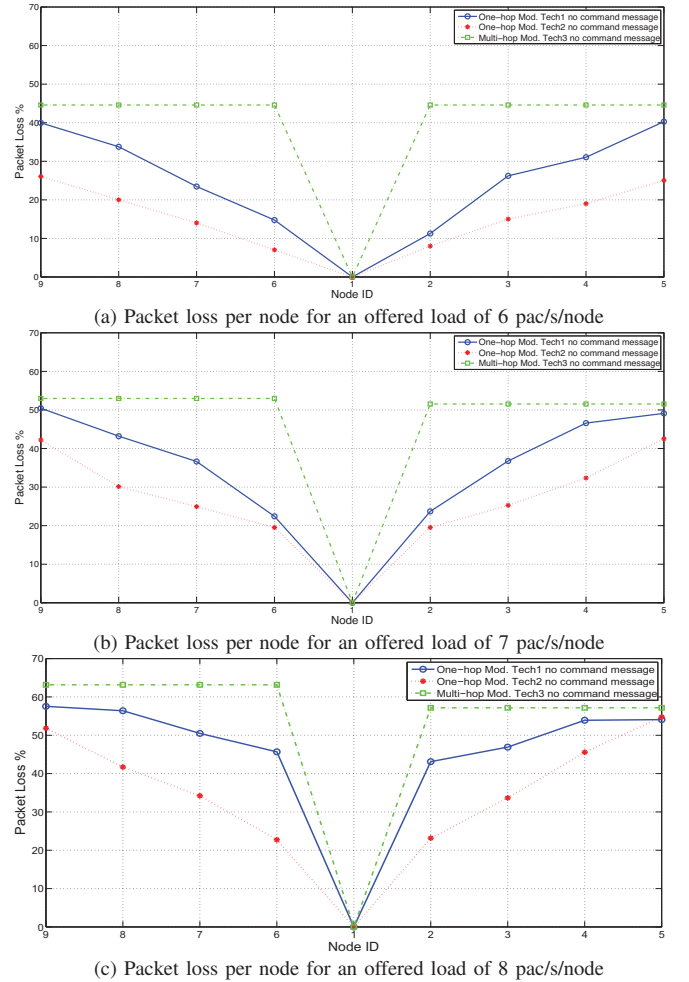 70
60
50
40
30
20
10
0
Packet Loss %
One-hop Mod. Tech1 no command message
One-hop Mod. Tech2 no command message
Multi-hop Mod. Tech3 no command message
9 8 7 6 1 2 3 4 5
Node ID
(a) Packet loss per node for an offered load of 6 pac/s/node
70
60
50
40
30
20
10
0
Packet Loss %
One-hop Mod. Tech1 no command message
One-hop Mod. Tech2 no command message
Multi-hop Mod. Tech3 no command message
9 8 7 6 1 2 3 4 5
Node ID
(b) Packet loss per node for an offered load of 7 pac/s/node
70
60
50
40
30
20
10
0
Packet Loss %
One-hop Mod. Tech1 no command message
One-hop Mod. Tech2 no command message
Multi-hop Mod. Tech3 no command message
9 8 7 6 1 2 3 4 5
Node ID
(c) Packet loss per node for an offered load of 8 pac/s/node